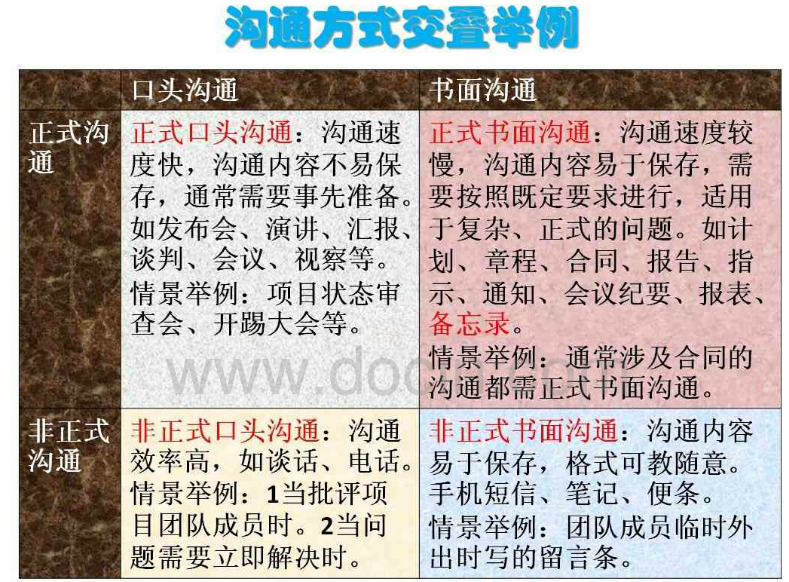 沟通方式交叠举例
口头沟通
书面沟通
正式沟
通
正式口头沟通：沟通速
度快，沟通内容不易保
存，通常需要事先准备。
如发布会、演讲、汇报、
谈判、会议、视察等。
情景举例：项目状态审
查会、开踢大会等。
正式书面沟通：沟通速度较
慢，沟通内容易于保存，需
要按照既定要求进行，适用
于复杂、正式的问题。如计
划、章程、合同、报告、指
示、通知、会议纪要、报表、
备忘录。
情景举例：通常涉及合同的
沟通都需正式书面沟通。
非正式
沟通
非正式口头沟通：沟通
效率高，如谈话、电话。
情景举例：1当批评项
目团队成员时。2当问
题需要立即解决时。
非正式书面沟通：沟通内容
易于保存，格式可教随意。
手机短信、笔记、便条。
情景举例：团队成员临时外
出时写的留言条。